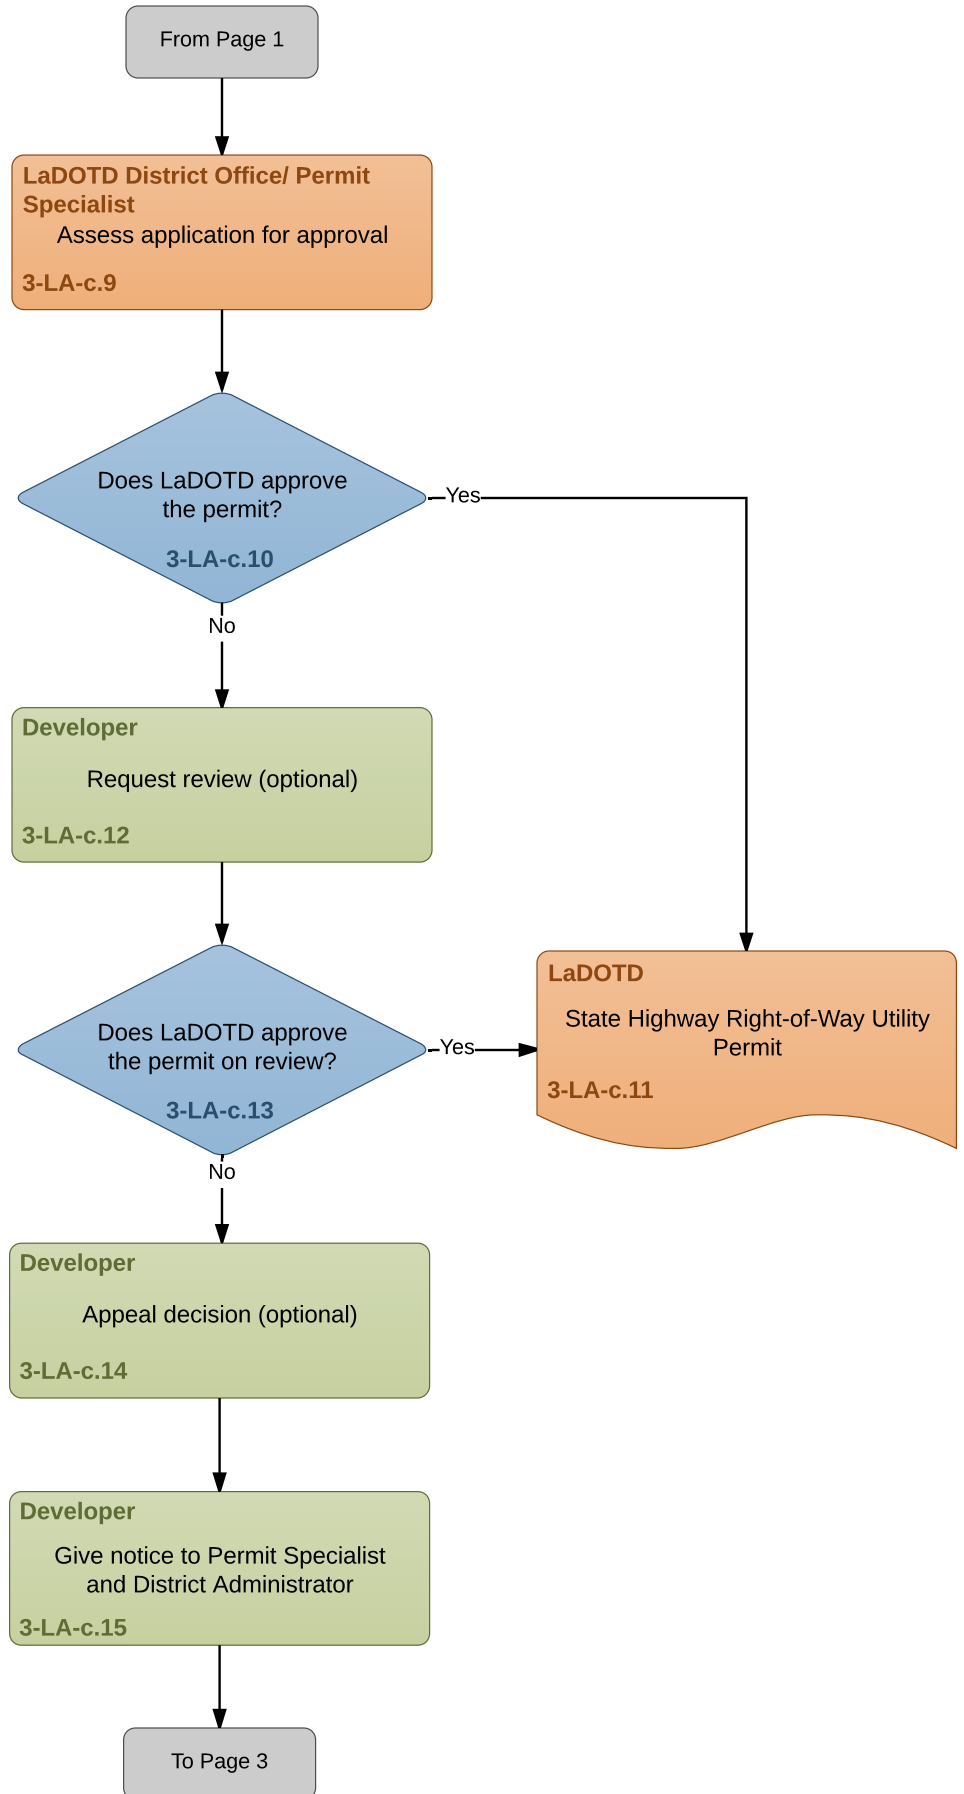 From Page 1
LaDOTD District Office/ Permit
Specialist
Assess application for approval
3-LA-c.9
Does LaDOTD approve
the permit?
3-LA-c.10
Yes
No
Developer
Request review (optional)
3-LA-c.12
Does LaDOTD approve
the permit on review?
3-LA-c.13
Yes
LaDOTD
State Highway Right-of-Way Utility
Permit
3-LA-c.11
No
Developer
Appeal decision (optional)
3-LA-c.14
Developer
Give notice to Permit Specialist
and District Administrator
3-LA-c.15
To Page 3